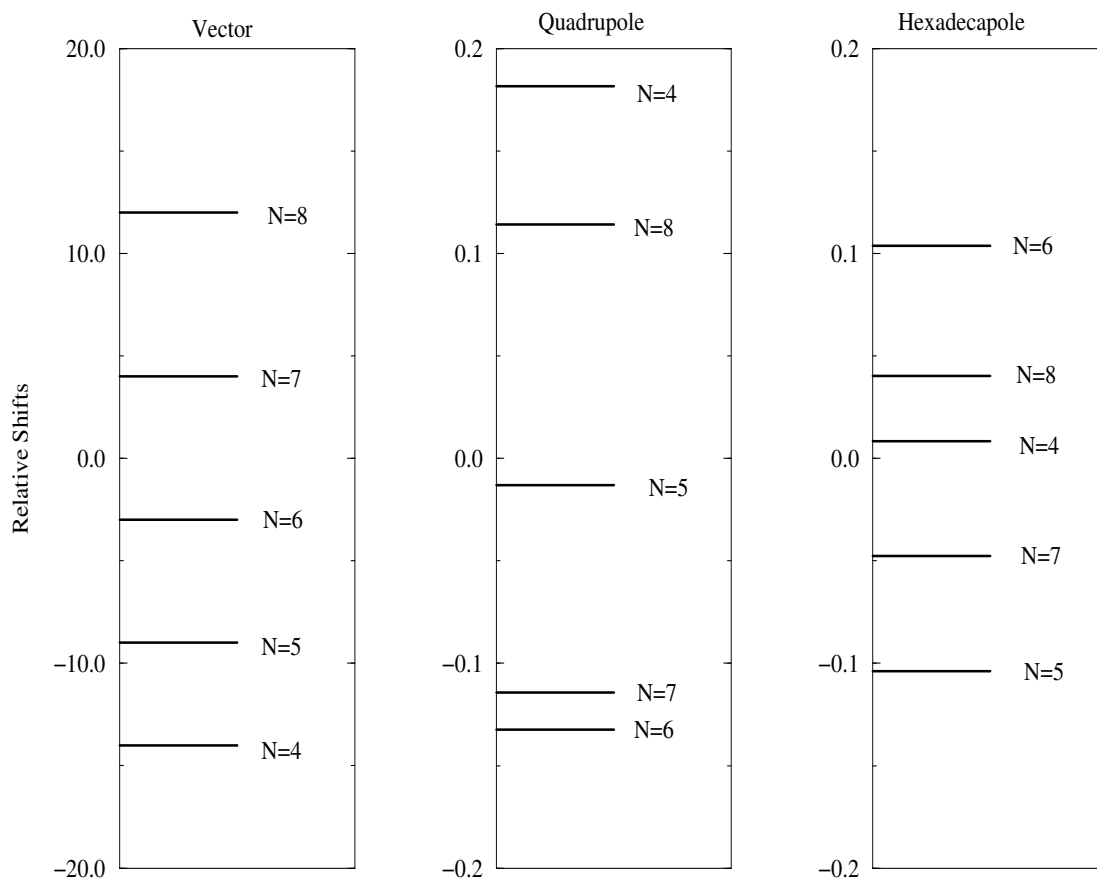 Vector
20.0
10.0
0.0
−10.0
−20.0
Relative Shifts
N=8
N=7
N=6
N=5
N=4
Quadrupole
0.2
0.1
0.0
−0.1
−0.2
N=4
N=8
N=5
N=7
N=6
Hexadecapole
0.2
0.1
0.0
−0.1
−0.2
N=6
N=8
N=4
N=7
N=5